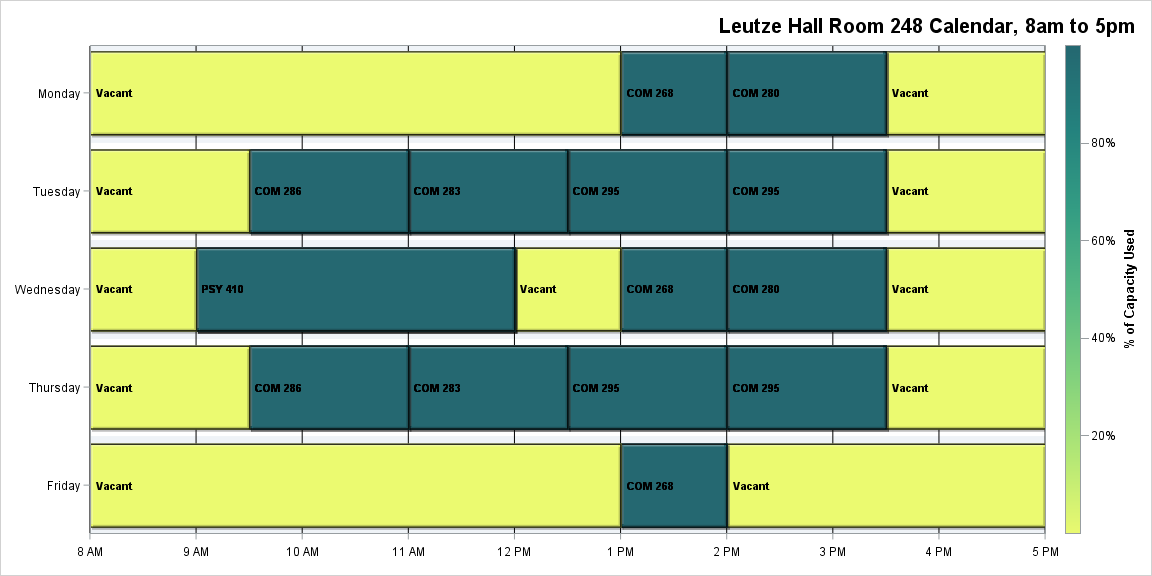 Leutze Hall Room 248 Calendar, 8am to 5pm
Monday
Vacant
COM 268
COM 280
Vacant
Tuesday
Vacant
COM 286
COM 283
COM 295
COM 295
Vacant
Wednesday
Vacant
PSY 410
Vacant
COM 268
COM 280
Vacant
Thursday
Vacant
COM 286
COM 283
COM 295
COM 295
Vacant
Friday
Vacant
COM 268
Vacant
8 AM
9 AM
10 AM
11 AM
12 PM
1 PM
2 PM
3 PM
4 PM
5 PM
80%
60%
40%
20%
% of Capacity Used